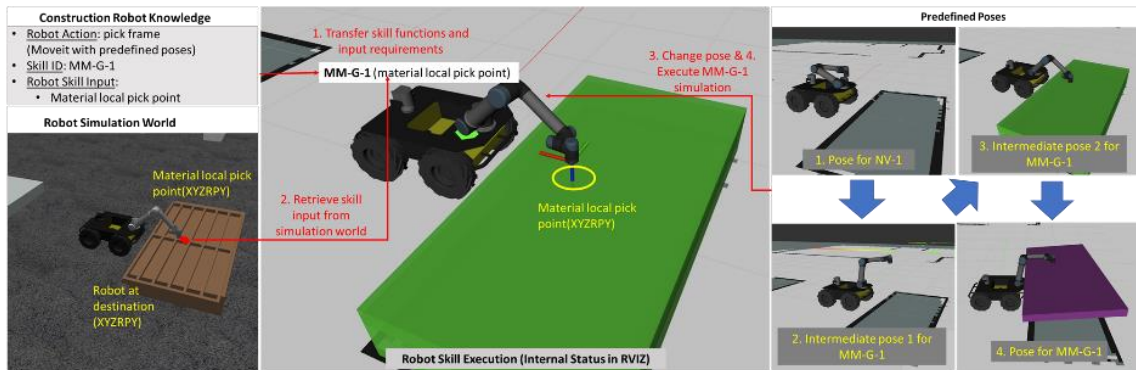 Construction Robot Knowledge
• Robot Action: pick frame
(Moveit with predefined poses)
• Skill ID: MM-G-1
• Robot Skill Input:
• Material local pick point
Robot Simulation World
Material local pick
point(XYZRPY)
Robot at
destination
(XYZRPY)
1. Transfer skill functions and
input requirements
MM-G-1 (material local pick point)
2. Retrieve skill
input from
simulation world
3. Change pose & 4.
Execute MM-G-1
simulation
Material local pick
point(XYZRPY)
Robot Skill Execution (Internal Status in RVIZ)
Predefined Poses
1. Pose for NV-1
3. Intermediate pose 2 for
MM-G-1
2. Intermediate pose 1 for
MM-G-1
4. Pose for MM-G-1